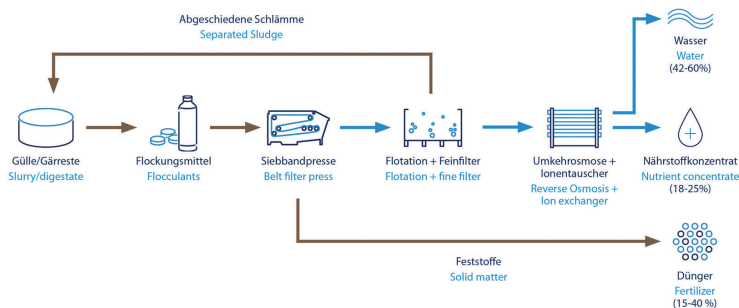 Abgeschiedene Schlämme
Separated Sludge
Wasser
Water
(42-60%)
Gülle/Gärreste
Slurry/digestate
Flockungsmittel
Flocculants
Siebbandpresse
Belt filter press
Flotation + Feinfilter
Flotation + fine filter
Umkehrosmose +
Ionentauscher
Reverse Osmosis +
Ion exchanger
Nährstoffkonzentrat
Nutrient concentrate
(18-25%)
Feststoffe
Solid matter
Dünger
Fertilizer
(15-40 %)